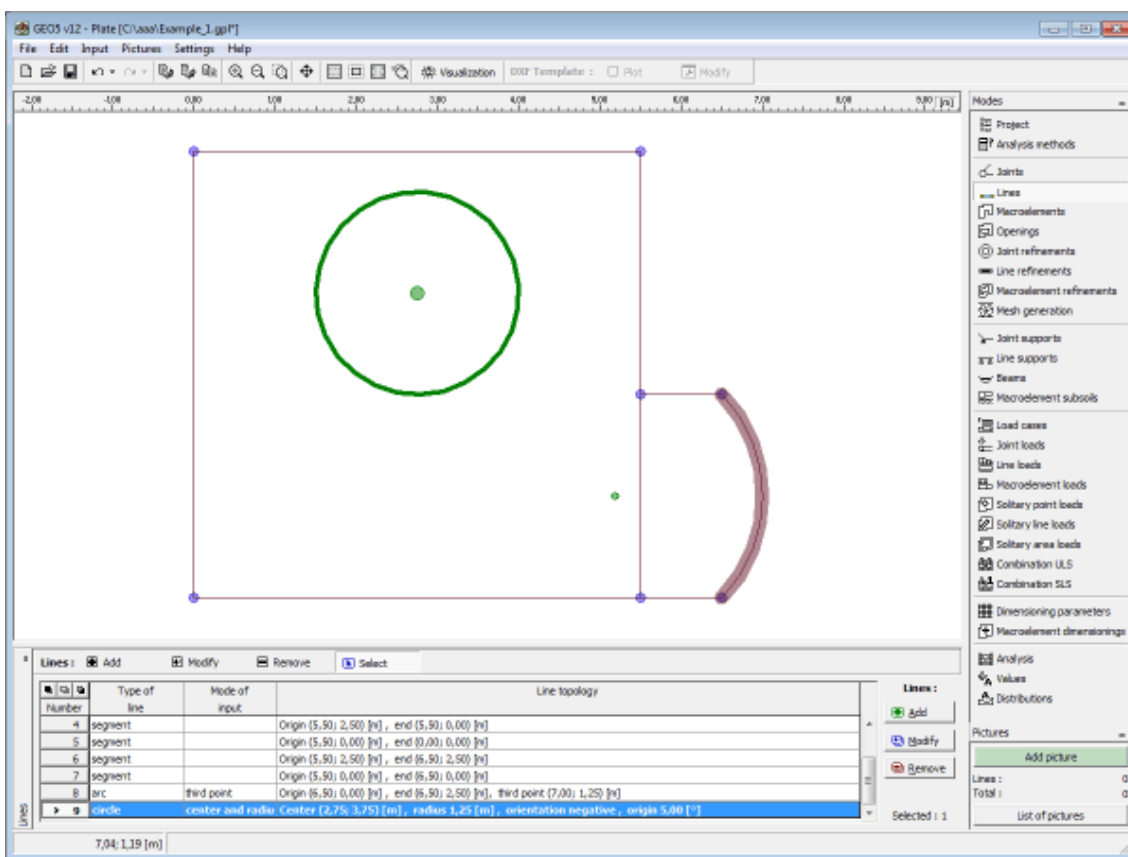 GEO5 v12 - Plate [C:\aaa\Example_1.gpl*]
File Edit Input Pictures Settings Help
Visualization DXF Template : Plot Modify
-2,00 -1,00 0,00 1,00 2,00 3,00 4,00 5,00 6,00 7,00 8,00 9,00 [m]
Modes
Project
Analysis methods
Joints
Lines
Macroelements
Openings
Joint refinements
Line refinements
Macroelement refinements
Mesh generation
Joint supports
Line supports
Beams
Macroelement subsoils
Load cases
Joint loads
Line loads
Macroelement loads
Solitary point loads
Solitary line loads
Solitary area loads
Combination ULS
Combination SLS
Dimensioning parameters
Macroelement dimensionings
Analysis
Values
Distributions
Pictures
Add picture
Lines : 0
Total : 0
List of pictures
Lines : Add Modify Remove Select
Number Type of line Mode of input Line topology
4 segment Origin (5,50; 2,50) [m] , end (5,50; 0,00) [m]
5 segment Origin (5,50; 0,00) [m] , end (0,00; 0,00) [m]
6 segment Origin (5,50; 2,50) [m] , end (6,50; 2,50) [m]
7 segment Origin (5,50; 0,00) [m] , end (6,50; 0,00) [m]
8 arc third point Origin (6,50; 0,00) [m] , end (6,50; 2,50) [m], third point (7,00; 1,25) [m]
9 circle center and radiu Center (2,75; 3,75) [m] , radius 1,25 [m] , orientation negative , origin 5,00 [°]
Lines :
Add
Modify
Remove
Selected : 1
Lines
7,04; 1,19 [m]